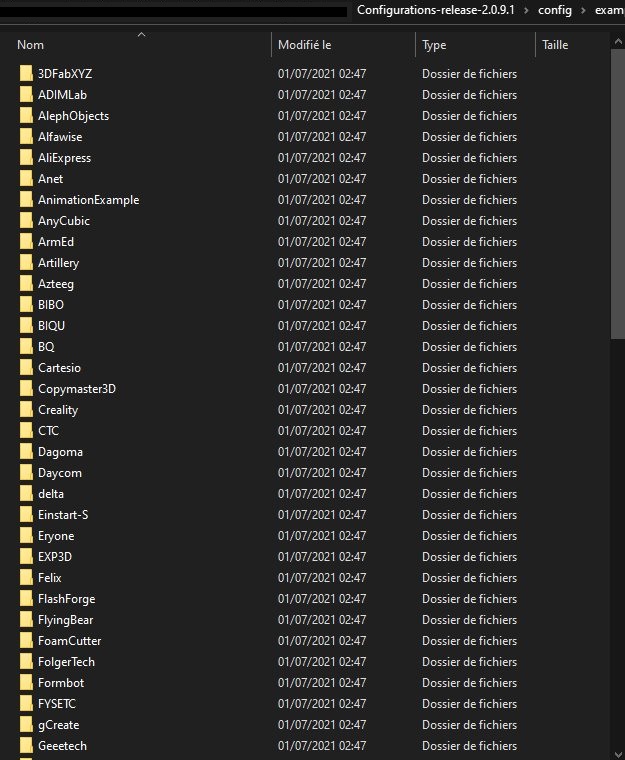 Configurations-release-2.0.9.1 > config > exam
Nom Modifié le Type Taille
3DFabXYZ 01/07/2021 02:47 Dossier de fichiers
ADIMLab 01/07/2021 02:47 Dossier de fichiers
AlephObjects 01/07/2021 02:47 Dossier de fichiers
Alfawise 01/07/2021 02:47 Dossier de fichiers
AliExpress 01/07/2021 02:47 Dossier de fichiers
Anet 01/07/2021 02:47 Dossier de fichiers
AnimationExample 01/07/2021 02:47 Dossier de fichiers
AnyCubic 01/07/2021 02:47 Dossier de fichiers
ArmEd 01/07/2021 02:47 Dossier de fichiers
Artillery 01/07/2021 02:47 Dossier de fichiers
Azteeg 01/07/2021 02:47 Dossier de fichiers
BIBO 01/07/2021 02:47 Dossier de fichiers
BIQU 01/07/2021 02:47 Dossier de fichiers
BQ 01/07/2021 02:47 Dossier de fichiers
Cartesio 01/07/2021 02:47 Dossier de fichiers
Copymaster3D 01/07/2021 02:47 Dossier de fichiers
Creality 01/07/2021 02:47 Dossier de fichiers
CTC 01/07/2021 02:47 Dossier de fichiers
Dagoma 01/07/2021 02:47 Dossier de fichiers
Daycom 01/07/2021 02:47 Dossier de fichiers
delta 01/07/2021 02:47 Dossier de fichiers
Einstart-S 01/07/2021 02:47 Dossier de fichiers
Eryone 01/07/2021 02:47 Dossier de fichiers
EXP3D 01/07/2021 02:47 Dossier de fichiers
Felix 01/07/2021 02:47 Dossier de fichiers
FlashForge 01/07/2021 02:47 Dossier de fichiers
FlyingBear 01/07/2021 02:47 Dossier de fichiers
FoamCutter 01/07/2021 02:47 Dossier de fichiers
FolgerTech 01/07/2021 02:47 Dossier de fichiers
Formbot 01/07/2021 02:47 Dossier de fichiers
FYSETC 01/07/2021 02:47 Dossier de fichiers
gCreate 01/07/2021 02:47 Dossier de fichiers
Geeetech 01/07/2021 02:47 Dossier de fichiers